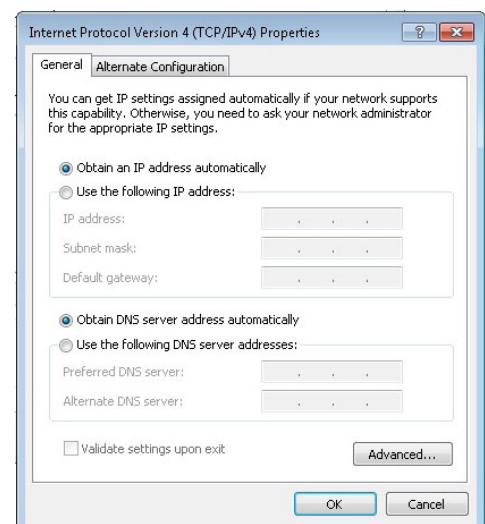 Internet Protocol Version 4 (TCP/IPv4) Properties
General
Alternate Configuration
You can get IP settings assigned automatically if your network supports
this capability. Otherwise, you need to ask your network administrator
for the appropriate IP settings.
Obtain an IP address automatically
Use the following IP address:
IP address:
Subnet mask:
Default gateway:
Obtain DNS server address automatically
Use the following DNS server addresses:
Preferred DNS server:
Alternate DNS server:
Validate settings upon exit
Advanced...
OK
Cancel